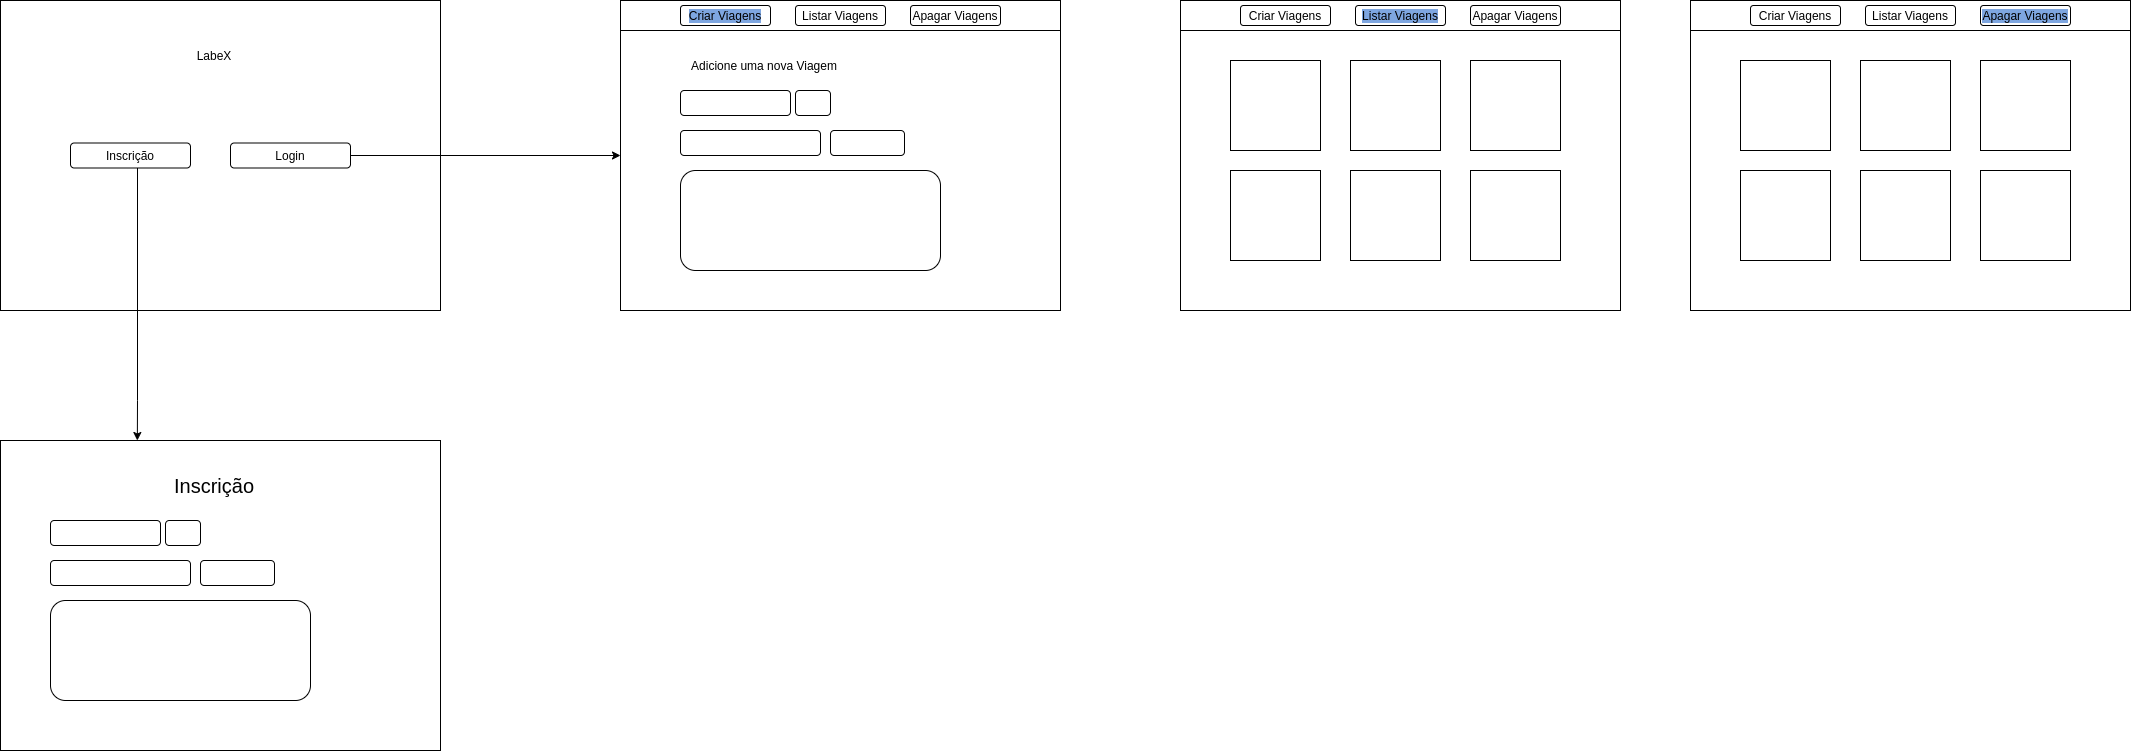 LabeX
Inscrição
Login
Criar Viagens
Listar Viagens
Apagar Viagens
Adicione uma nova Viagem
Criar Viagens
Listar Viagens
Apagar Viagens
Criar Viagens
Listar Viagens
Apagar Viagens
Inscrição